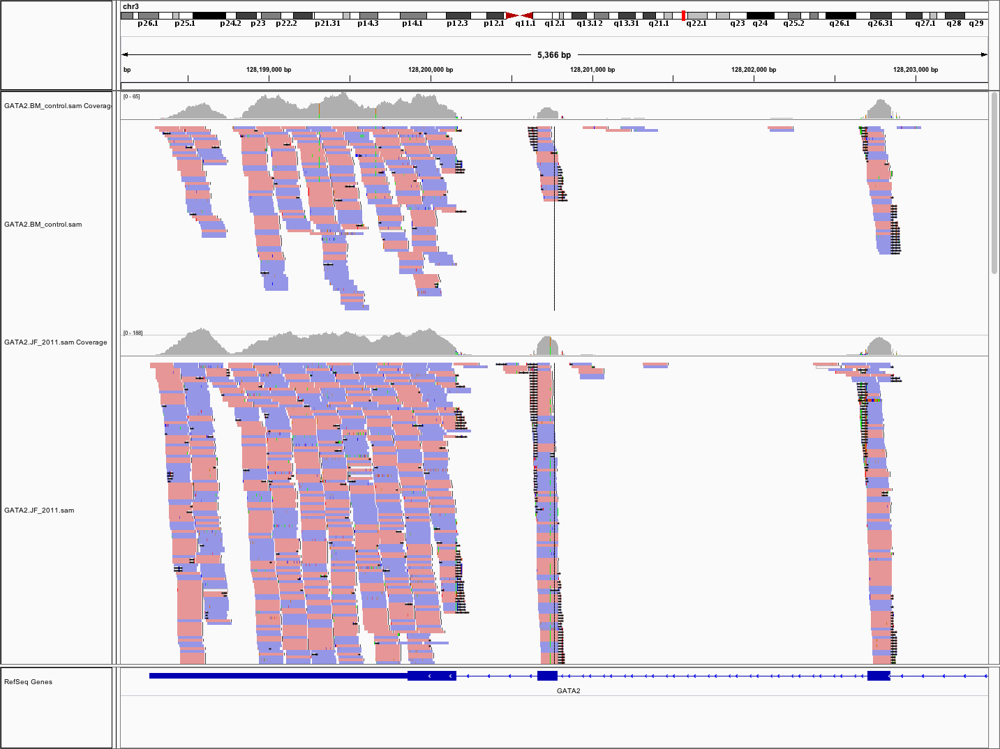 chr3
p26.1 p25.1 p24.2 p23 p22.2 p21.31 p14.3 p14.1 p12.3 p12.1 q11.1 q12.1 q13.12 q13.31 q21.1 q22.1 q23 q24 q25.2 q26.1 q26.31 q27.1 q28 q29
5,366 bp
bp 128,199,000 bp 128,200,000 bp 128,201,000 bp 128,202,000 bp 128,203,000 bp
[0 - 65]
GATA2.BM_control.sam Coverag
GATA2.BM_control.sam
[0 - 188]
GATA2.JF_2011.sam Coverage
GATA2.JF_2011.sam
RefSeq Genes
GATA2